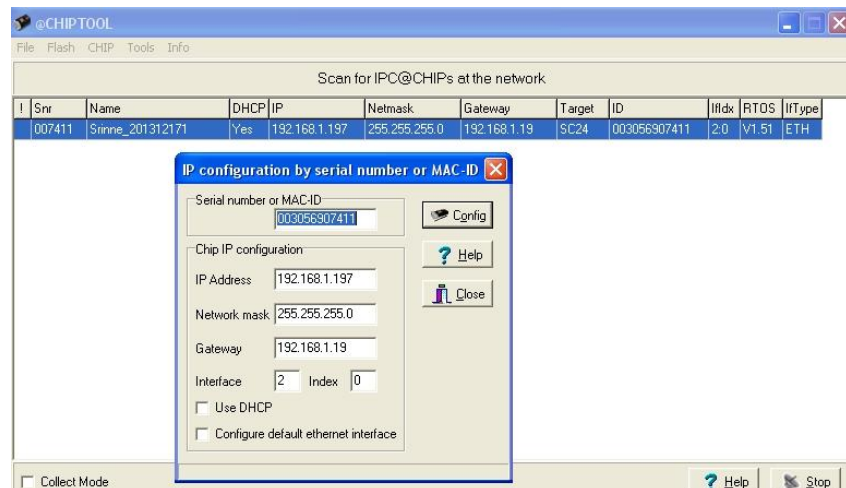 @CHIPTOOL
File Flash CHIP Tools Info
Scan for IPC@CHIPs at the network
! Snr Name DHCP IP Netmask Gateway Target ID IfIdx RTOS IfType
007411 Srinne_201312171 Yes 192.168.1.197 255.255.255.0 192.168.1.19 SC24 003056907411 2:0 V1.51 ETH
IP configuration by serial number or MAC-ID
Serial number or MAC-ID
003056907411
Config
Chip IP configuration
Help
IP Address 192.168.1.197
Close
Network mask 255.255.255.0
Gateway 192.168.1.19
Interface 2 Index 0
Use DHCP
Configure default ethernet interface
Collect Mode Help Stop